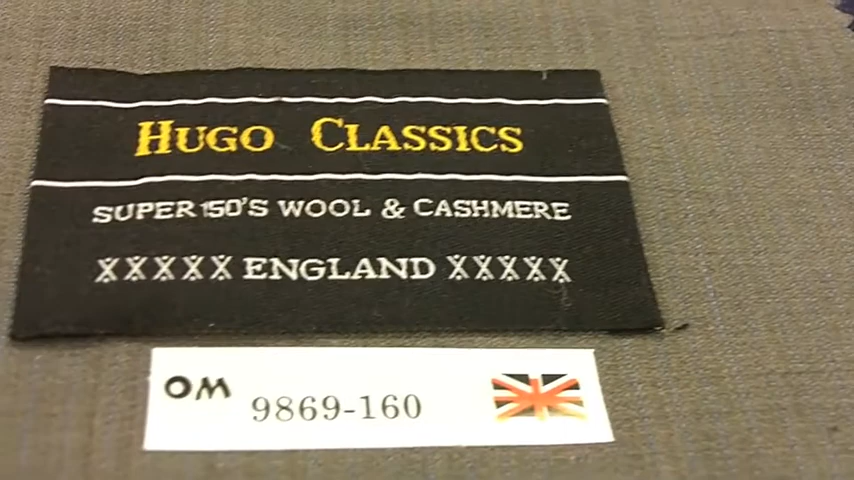 HUGO CLASSICS
SUPER 150'S WOOL & CASHMERE
XXXXX ENGLAND XXXXX
OM 9869-160